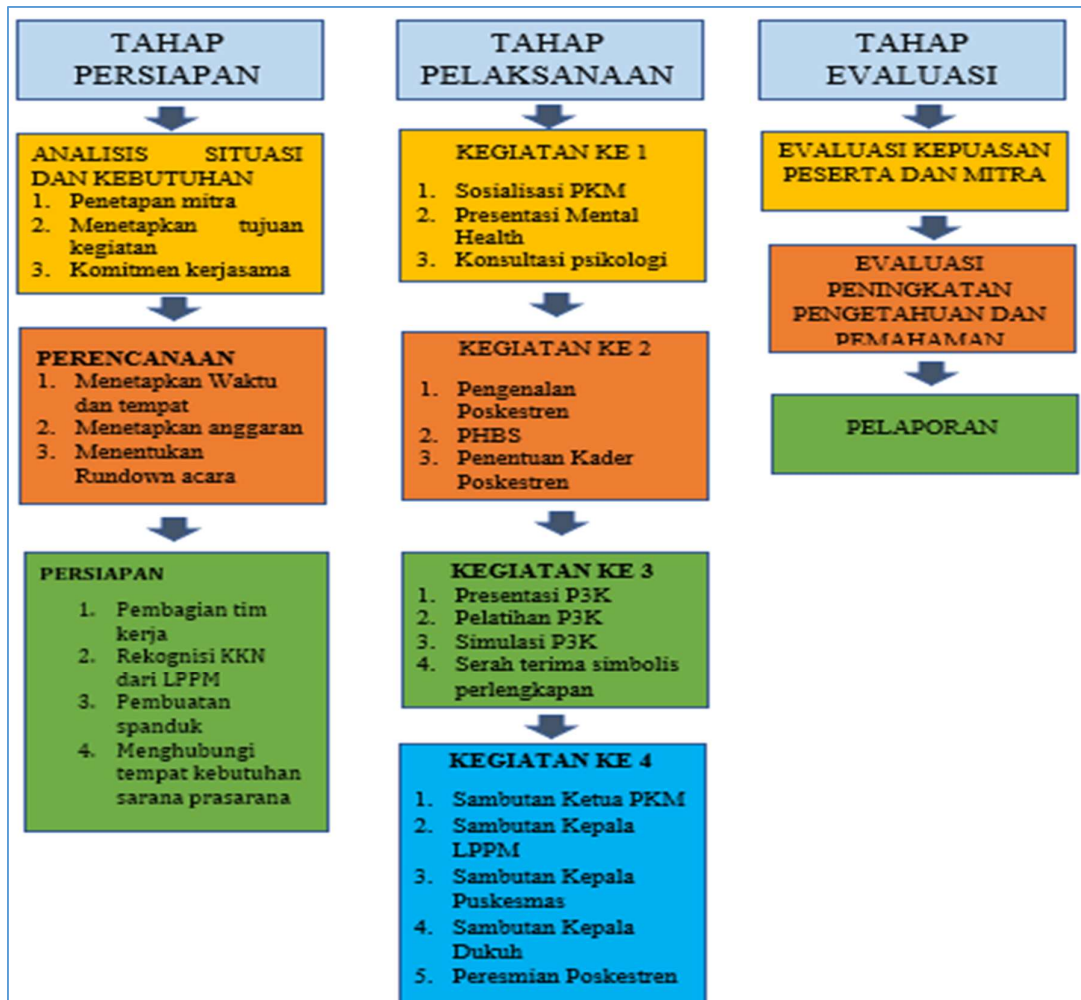 TAHAP
PERSIAPAN
ANALISIS SITUASI
DAN KEBUTUHAN
1. Penetapan mitra
2. Menetapkan tujuan
kegiatan
3. Komitmen kerjasama
PERENCANAAN
1. Menetapkan Waktu
dan tempat
2. Menetapkan anggaran
3. Menentukan
Rundown acara
PERSIAPAN
1. Pembagian tim
kerja
2. Rekognisi KKN
dari LPPM
3. Pembuatan
spanduk
4. Menghubungi
tempat kebutuhan
sarana prasarana
TAHAP
PELAKSANAAN
KEGIATAN KE 1
1. Sosialisasi PKM
2. Presentasi Mental
Health
3. Konsultasi psikologi
KEGIATAN KE 2
1. Pengenalan
Poskestren
2. PHBS
3. Penentuan Kader
Poskestren
KEGIATAN KE 3
1. Presentasi P3K
2. Pelatihan P3K
3. Simulasi P3K
4. Serah terima simbolis
perlengkapan
KEGIATAN KE 4
1. Sambutan Ketua PKM
2. Sambutan Kepala
LPPM
3. Sambutan Kepala
Puskesmas
4. Sambutan Kepala
Dukuh
5. Peresmian Poskestren
TAHAP
EVALUASI
EVALUASI KEPUASAN
PESERTA DAN MITRA
EVALUASI
PENINGKATAN
PENGETAHUAN DAN
PEMAHAMAN
PELAPORAN